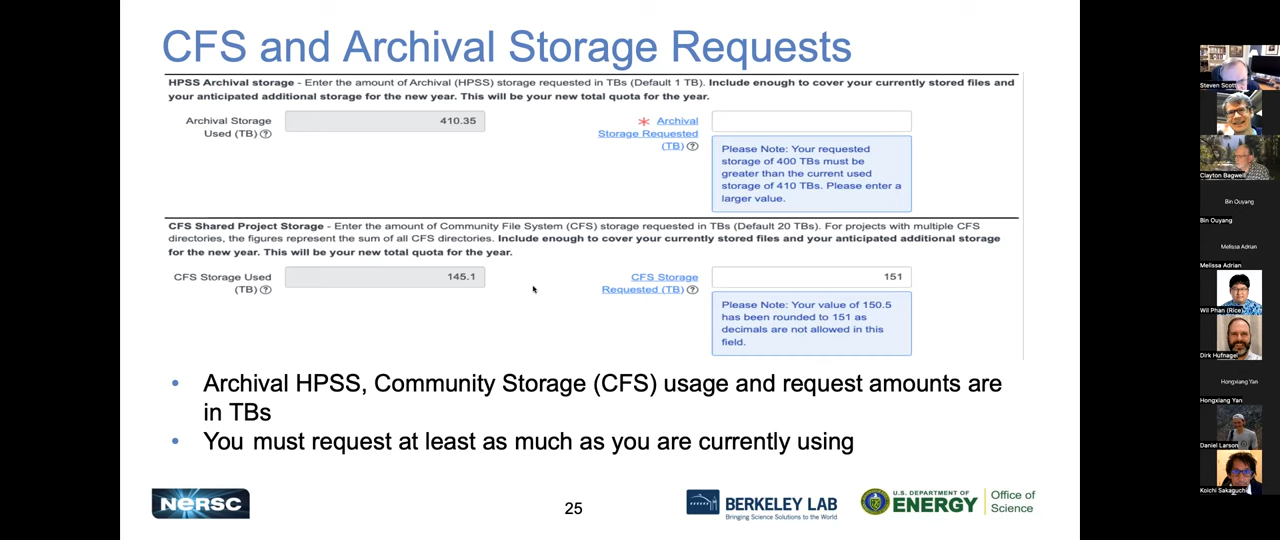 CFS and Archival Storage Requests
HPSS Archival storage - Enter the amount of Archival (HPSS) storage requested in TBs (Default 1 TB). Include enough to cover your currently stored files and
your anticipated additional storage for the new year. This will be your new total quota for the year.
Archival Storage
Used (TB) ?
410.35
* Archival
Storage Requested
(TB) ?
Please Note: Your requested
storage of 400 TBs must be
greater than the current used
storage of 410 TBs. Please enter a
larger value.
CFS Shared Project Storage - Enter the amount of Community File System (CFS) storage requested in TBs (Default 20 TBs). For projects with multiple CFS
directories, the figures represent the sum of all CFS directories. Include enough to cover your currently stored files and your anticipated additional storage
for the new year. This will be your new total quota for the year.
CFS Storage Used
(TB) ?
145.1
CFS Storage
Requested (TB) ?
151
Please Note: Your value of 150.5
has been rounded to 151 as
decimals are not allowed in this
field.
• Archival HPSS, Community Storage (CFS) usage and request amounts are
in TBs
• You must request at least as much as you are currently using
NERSC
25
BERKELEY LAB
Bringing Science Solutions to the World
U.S. DEPARTMENT OF
ENERGY
Office of
Science
Steven Scott
Clayton Bagwell
Bin Ouyang
Bin Ouyang
Melissa Adrian
Melissa Adrian
Wil Phan (Rice)
Dirk Hufnagel
Hongxiang Yan
Hongxiang Yan
Daniel Larson
Koichi Sakaguchi